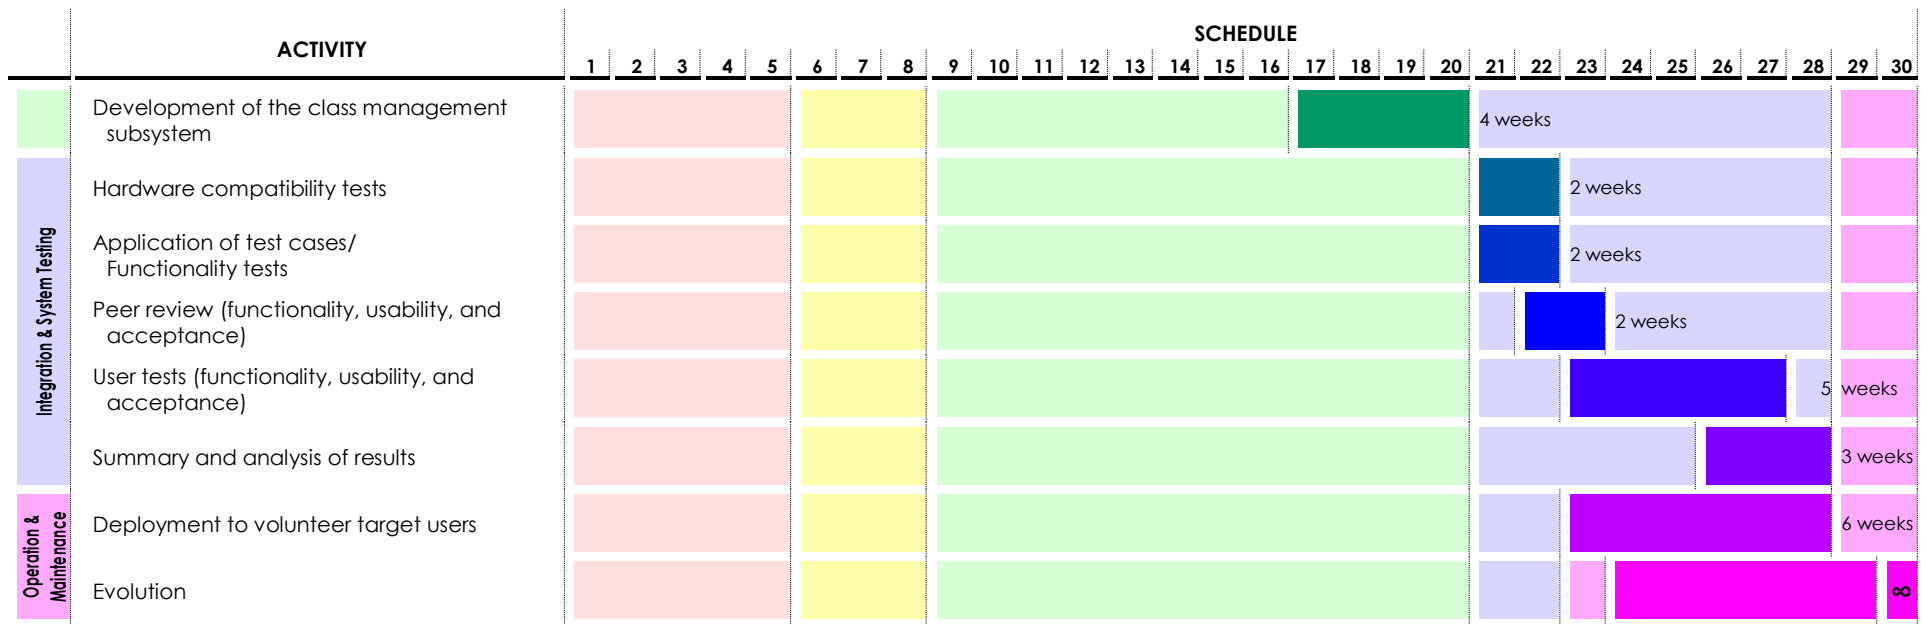 SCHEDULE
ACTIVITY
1 2 3 4 5 6 7 8 9 10 11 12 13 14 15 16 17 18 19 20 21 22 23 24 25 26 27 28 29 30
Development of the class management
subsystem
4 weeks
Integration & System Testing
Hardware compatibility tests
2 weeks
Application of test cases/
Functionality tests
2 weeks
Peer review (functionality, usability, and
acceptance)
2 weeks
User tests (functionality, usability, and
acceptance)
5 weeks
Summary and analysis of results
3 weeks
Operation &
Maintenance
Deployment to volunteer target users
6 weeks
Evolution
∞